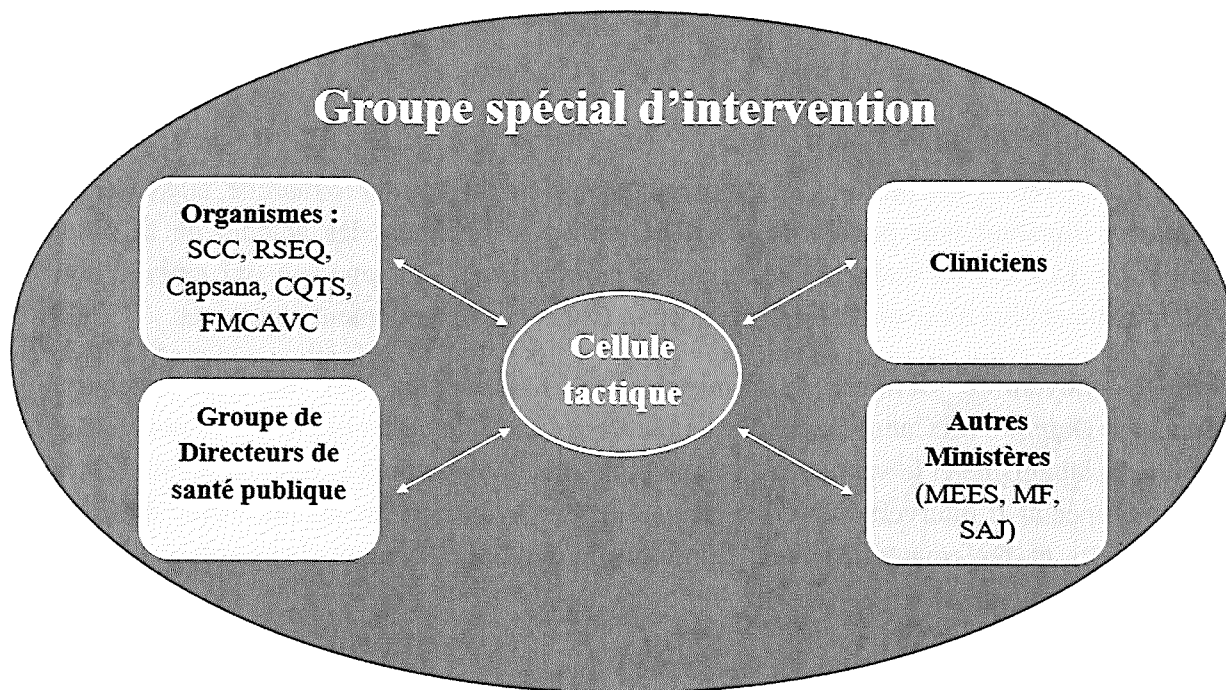 Groupe spécial d'intervention
Organismes :
SCC, RSEQ,
Capsana, CQTS,
FMCAVC
Groupe de
Directeurs de
santé publique
Cellule
tactique
Cliniciens
Autres
Ministères
(MEES, MF,
SAJ)